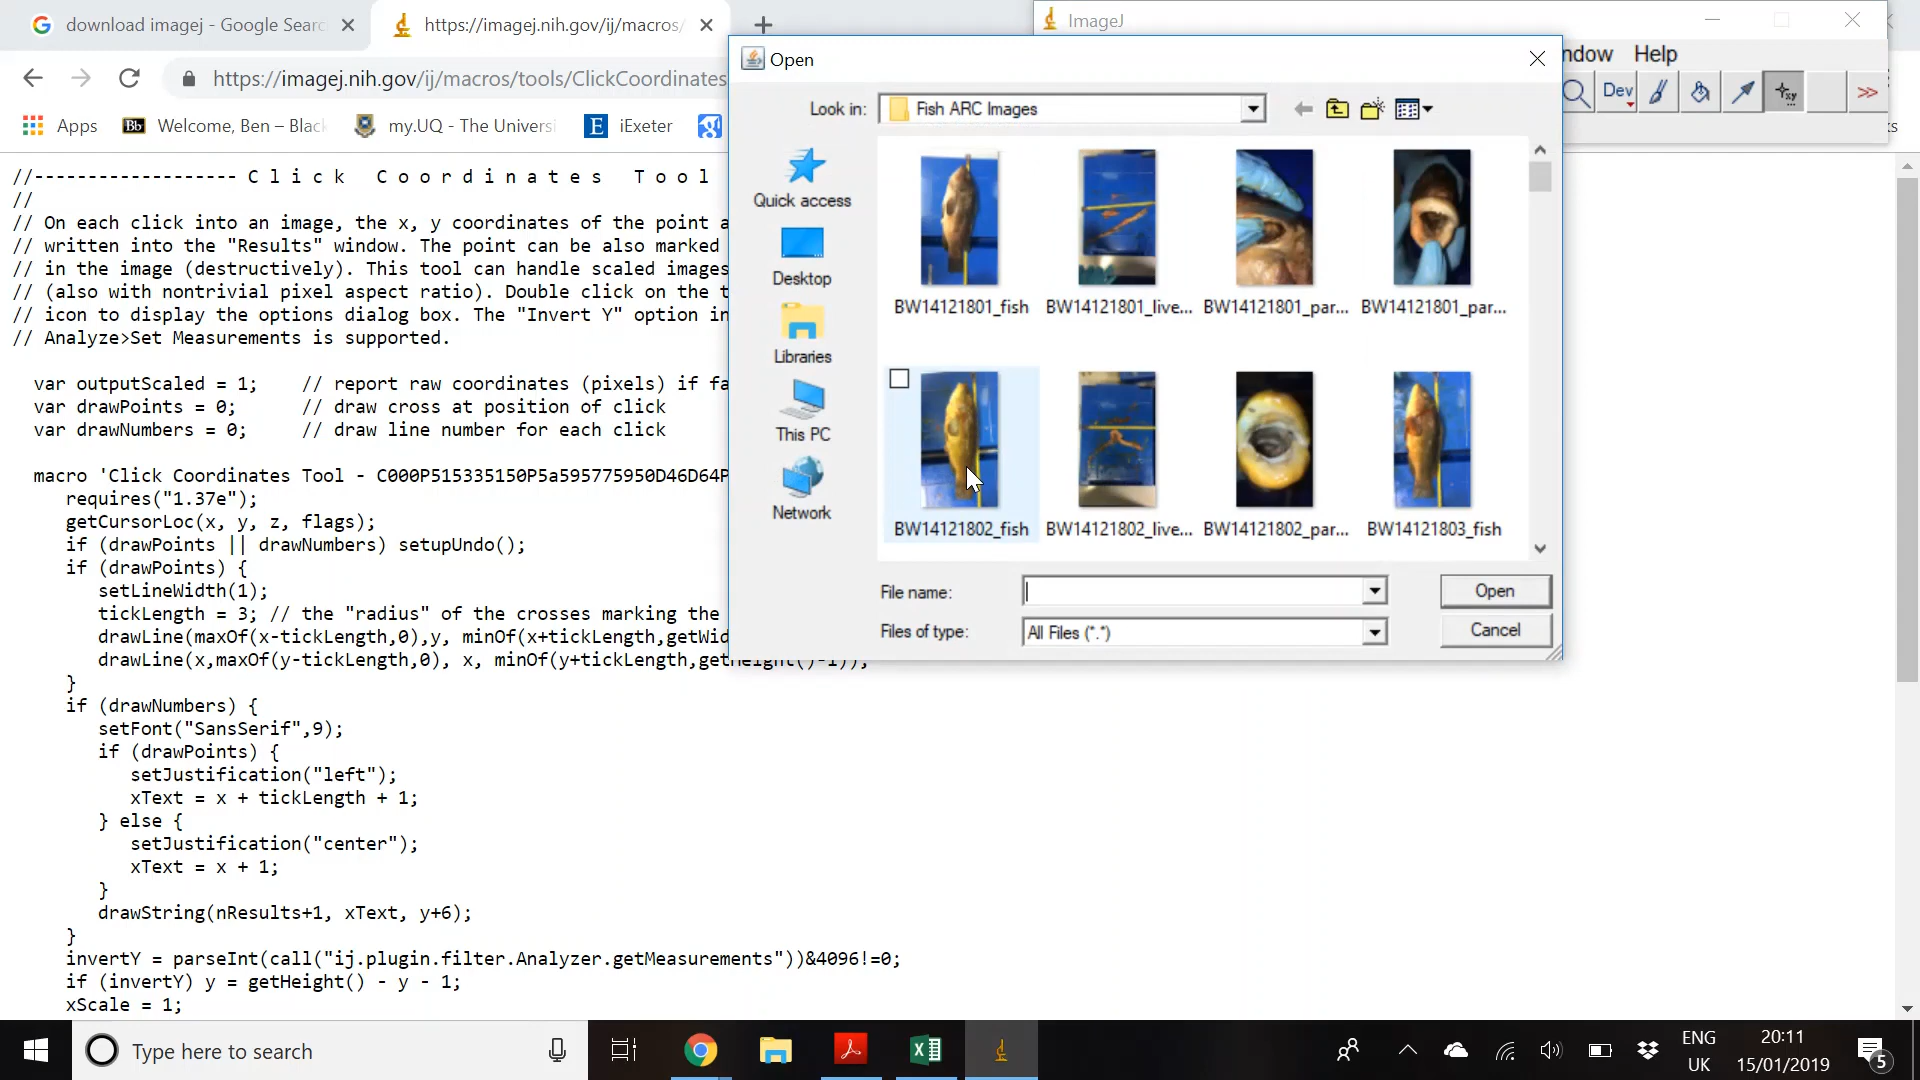 download imagej - Google Searc
https://imagej.nih.gov/ij/macros/
ImageJ
https://imagej.nih.gov/ij/macros/tools/ClickCoordinates
Apps
Bb
Welcome, Ben – Black
my.UQ - The Universi
E
iExeter
g
ndow
Help
Dev
>>
ks
Open
Look in:
Fish ARC Images
Quick access
Desktop
Libraries
This PC
Network
BW14121801_fish
BW14121801_live...
BW14121801_par...
BW14121801_par...
BW14121802_fish
BW14121802_live...
BW14121802_par...
BW14121803_fish
File name:
Open
Files of type:
All Files (*.*)
Cancel
//------------------- C l i c k   C o o r d i n a t e s   T o o l
//
// On each click into an image, the x, y coordinates of the point a
// written into the "Results" window. The point can be also marked
// in the image (destructively). This tool can handle scaled images
// (also with nontrivial pixel aspect ratio). Double click on the t
// icon to display the options dialog box. The "Invert Y" option in
// Analyze>Set Measurements is supported.
var outputScaled = 1;    // report raw coordinates (pixels) if fa
var drawPoints = 0;      // draw cross at position of click
var drawNumbers = 0;     // draw line number for each click
macro 'Click Coordinates Tool - C000P515335150P5a595775950D46D64P
requires("1.37e");
getCursorLoc(x, y, z, flags);
if (drawPoints || drawNumbers) setupUndo();
if (drawPoints) {
setLineWidth(1);
tickLength = 3; // the "radius" of the crosses marking the
drawLine(maxOf(x-tickLength,0),y, minOf(x+tickLength,getWid
drawLine(x,maxOf(y-tickLength,0), x, minOf(y+tickLength,getHeight()-1));
}
if (drawNumbers) {
setFont("SansSerif",9);
if (drawPoints) {
setJustification("left");
xText = x + tickLength + 1;
} else {
setJustification("center");
xText = x + 1;
}
drawString(nResults+1, xText, y+6);
}
invertY = parseInt(call("ij.plugin.filter.Analyzer.getMeasurements"))&4096!=0;
if (invertY) y = getHeight() - y - 1;
xScale = 1;
Type here to search
ENG
UK
20:11
15/01/2019
5